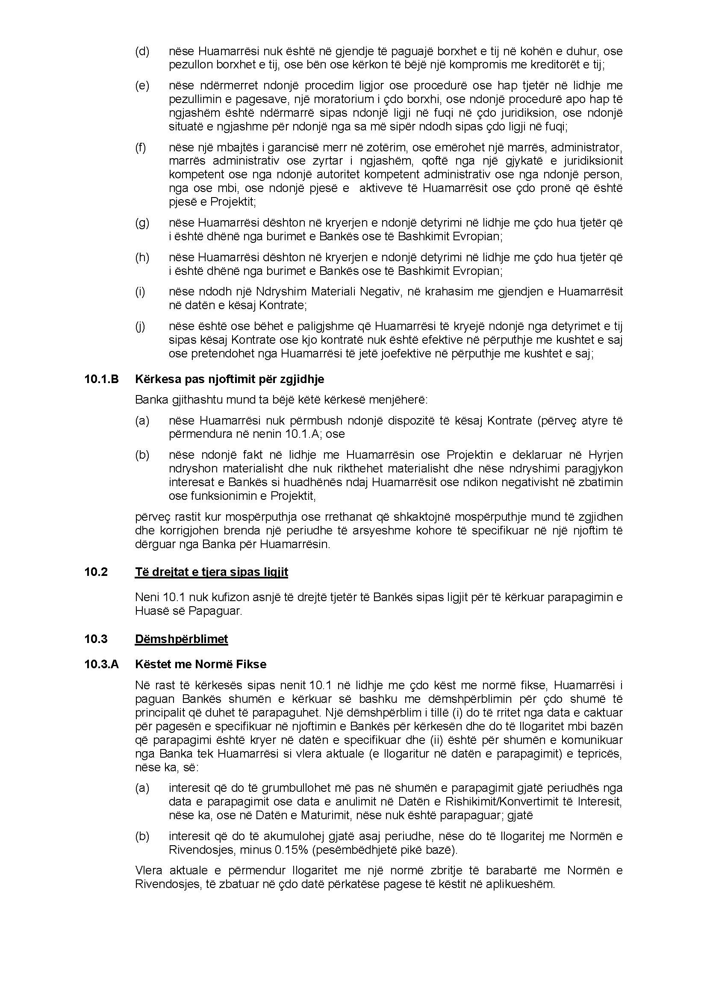 (d) nëse Huamarrësi nuk është në gjendje të paguajë borxhet e tij në kohën e duhur, ose
pezullon borxhet e tij, ose bën ose kërkon të bëjë një kompromis me kreditorët e tij;
(e) nëse ndërmerret ndonjë procedim ligjor ose procedurë ose hap tjetër në lidhje me
pezullimin e pagesave, një moratorium i çdo borxhi, ose ndonjë procedurë apo hap të
ngjashëm është ndërmarrë sipas ndonjë ligji në fuqi në çdo juridiksion, ose ndonjë
situatë e ngjashme për ndonjë nga sa më sipër ndodh sipas çdo ligji në fuqi;
(f) nëse një mbajtës i garancisë merr në zotërim, ose emërohet një marrës, administrator,
marrës administrativ ose zyrtar i ngjashëm, qoftë nga një gjykatë e juridiksionit
kompetent ose nga ndonjë autoritet kompetent administrativ ose nga ndonjë person,
nga ose mbi, ose ndonjë pjesë e aktiveve të Huamarrësit ose çdo pronë që është
pjesë e Projektit;
(g) nëse Huamarrësi dështon në kryerjen e ndonjë detyrimi në lidhje me çdo hua tjetër që
i është dhënë nga burimet e Bankës ose të Bashkimit Evropian;
(h) nëse Huamarrësi dështon në kryerjen e ndonjë detyrimi në lidhje me çdo hua tjetër që
i është dhënë nga burimet e Bankës ose të Bashkimit Evropian;
(i) nëse ndodh një Ndryshim Materiali Negativ, në krahasim me gjendjen e Huamarrësit
në datën e kësaj Kontrate;
(j) nëse është ose bëhet e paligjshme që Huamarrësi të kryejë ndonjë nga detyrimet e tij
sipas kësaj Kontrate ose kjo kontratë nuk është efektive në përputhje me kushtet e saj
ose pretendohet nga Huamarrësi të jetë joefektive në përputhje me kushtet e saj;
10.1.B Kërkesa pas njoftimit për zgjidhje
Banka gjithashtu mund ta bëjë këtë kërkesë menjëherë:
(a) nëse Huamarrësi nuk përmbush ndonjë dispozitë të kësaj Kontrate (përveç atyre të
përmendura në nenin 10.1.A; ose
(b) nëse ndonjë fakt në lidhje me Huamarrësin ose Projektin e deklaruar në Hyrjen
ndryshon materialisht dhe nuk rikthehet materialisht dhe nëse ndryshimi paragjykon
interesat e Bankës si huadhënës ndaj Huamarrësit ose ndikon negativisht në zbatimin
ose funksionimin e Projektit,
përveç rastit kur mospërputhja ose rrethanat që shkaktojnë mospërputhje mund të zgjidhen
dhe korrigjohen brenda një periudhe të arsyeshme kohore të specifikuar në një njoftim të
dërguar nga Banka për Huamarrësin.
10.2 Të drejtat e tjera sipas ligjit
Neni 10.1 nuk kufizon asnjë të drejtë tjetër të Bankës sipas ligjit për të kërkuar parapagimin e
Huasë së Papaguar.
10.3 Dëmshpërblimet
10.3.A Këstet me Normë Fikse
Në rast të kërkesës sipas nenit 10.1 në lidhje me çdo këst me normë fikse, Huamarrësi i
paguan Bankës shumën e kërkuar së bashku me dëmshpërblimin për çdo shumë të
principalit që duhet të parapaguhet. Një dëmshpërblim i tillë (i) do të rritet nga data e caktuar
për pagesën e specifikuar në njoftimin e Bankës për kërkesën dhe do të llogaritet mbi bazën
që parapagimi është kryer në datën e specifikuar dhe (ii) është për shumën e komunikuar
nga Banka tek Huamarrësi si vlera aktuale (e llogaritur në datën e parapagimit) e tepricës,
nëse ka, së:
(a) interesit që do të grumbullohet më pas në shumën e parapagimit gjatë periudhës nga
data e parapagimit ose data e anulimit në Datën e Rishikimit/Konvertimit të Interesit,
nëse ka, ose në Datën e Maturimit, nëse nuk është parapaguar; gjatë
(b) interesit që do të akumulohej gjatë asaj periudhe, nëse do të llogaritej me Normën e
Rivendosjes, minus 0.15% (pesëmbëdhjetë pikë bazë).
Vlera aktuale e përmendur llogaritet me një normë zbritje të barabartë me Normën e
Rivendosjes, të zbatuar në çdo datë përkatëse pagese të këstit në aplikueshëm.